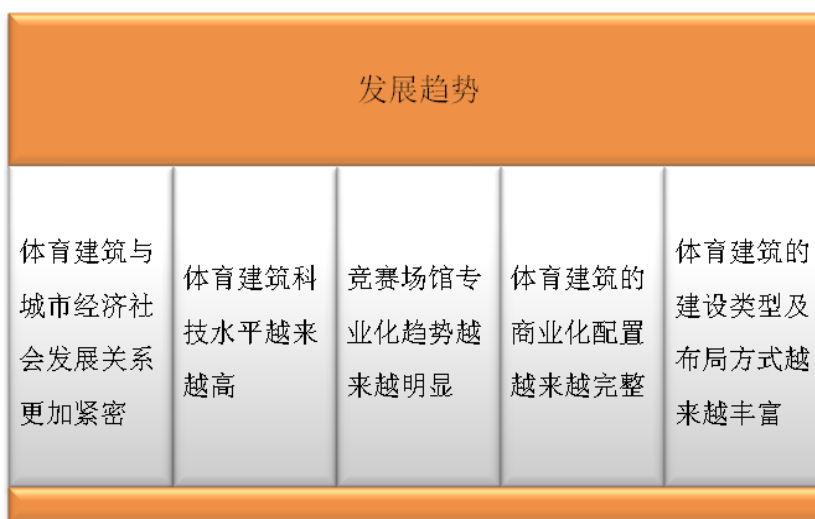 发展趋势
体育建筑与
城市经济社
会发展关系
更加紧密
体育建筑科
技水平越来
越高
竞赛场馆专
业化趋势越
来越明显
体育建筑的
商业化配置
越来越完整
体育建筑的
建设类型及
布局方式越
来越丰富